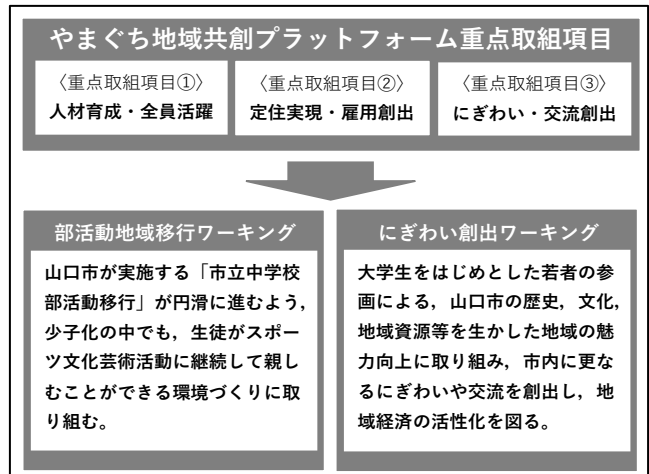 やまぐち地域共創プラットフォーム重点取組項目
〈重点取組項目①〉
人材育成・全員活躍
〈重点取組項目②〉
定住実現・雇用創出
〈重点取組項目③〉
にぎわい・交流創出
部活動地域移行ワーキング
山口市が実施する「市立中学校
部活動移行」が円滑に進むよう，
少子化の中でも，生徒がスポー
ツ文化芸術活動に継続して親し
むことができる環境づくりに取
り組む。
にぎわい創出ワーキング
大学生をはじめとした若者の参
画による，山口市の歴史，文化，
地域資源等を生かした地域の魅
力向上に取り組み，市内に更な
るにぎわいや交流を創出し，地
域経済の活性化を図る。